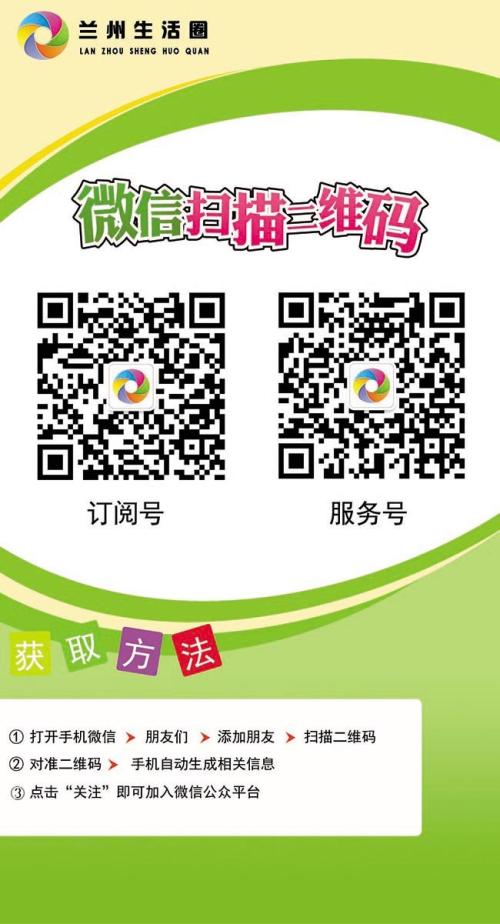 兰州生活圈
LAN ZHOU SHENG HUO QUAN
微信扫描二维码
订阅号 服务号
获取方法
① 打开手机微信 ➤ 朋友们 ➤ 添加朋友 ➤ 扫描二维码
② 对准二维码 ➤ 手机自动生成相关信息
③ 点击“关注”即可加入微信公众平台